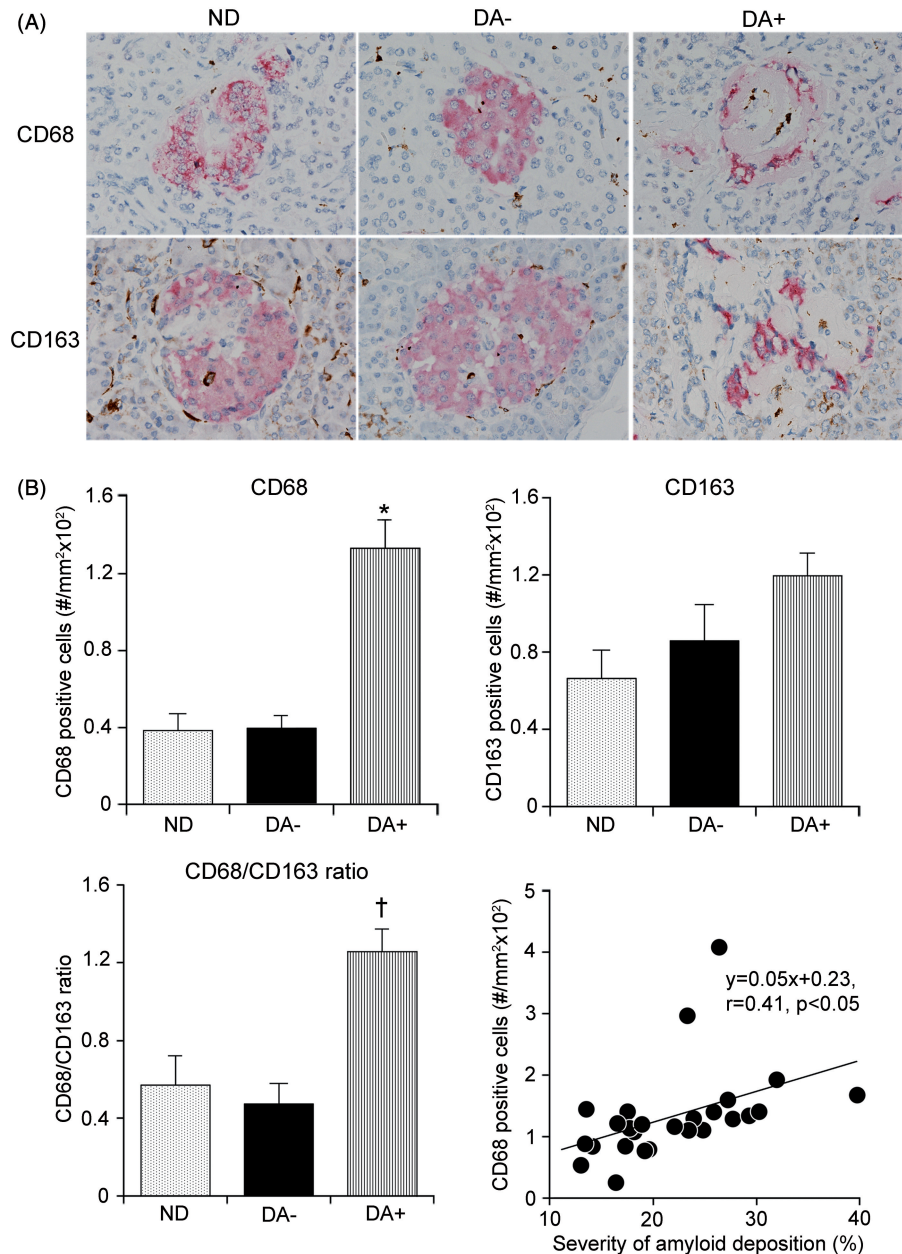 (A)
ND DA- DA+
CD68
CD163
(B)
CD68
CD68 positive cells (#/mm²x10²)
1.6
1.2
0.8
0.4
0
ND DA- DA+
CD163
CD163 positive cells (#/mm²x10²)
1.6
1.2
0.8
0.4
0
ND DA- DA+
*
CD68/CD163 ratio
CD68/CD163 ratio
1.6
1.2
0.8
0.4
0
†
ND DA- DA+
CD68 positive cells (#/mm²x10²)
5
4
3
2
1
0
y=0.05x+0.23,
r=0.41, p<0.05
10 20 30 40
Severity of amyloid deposition (%)